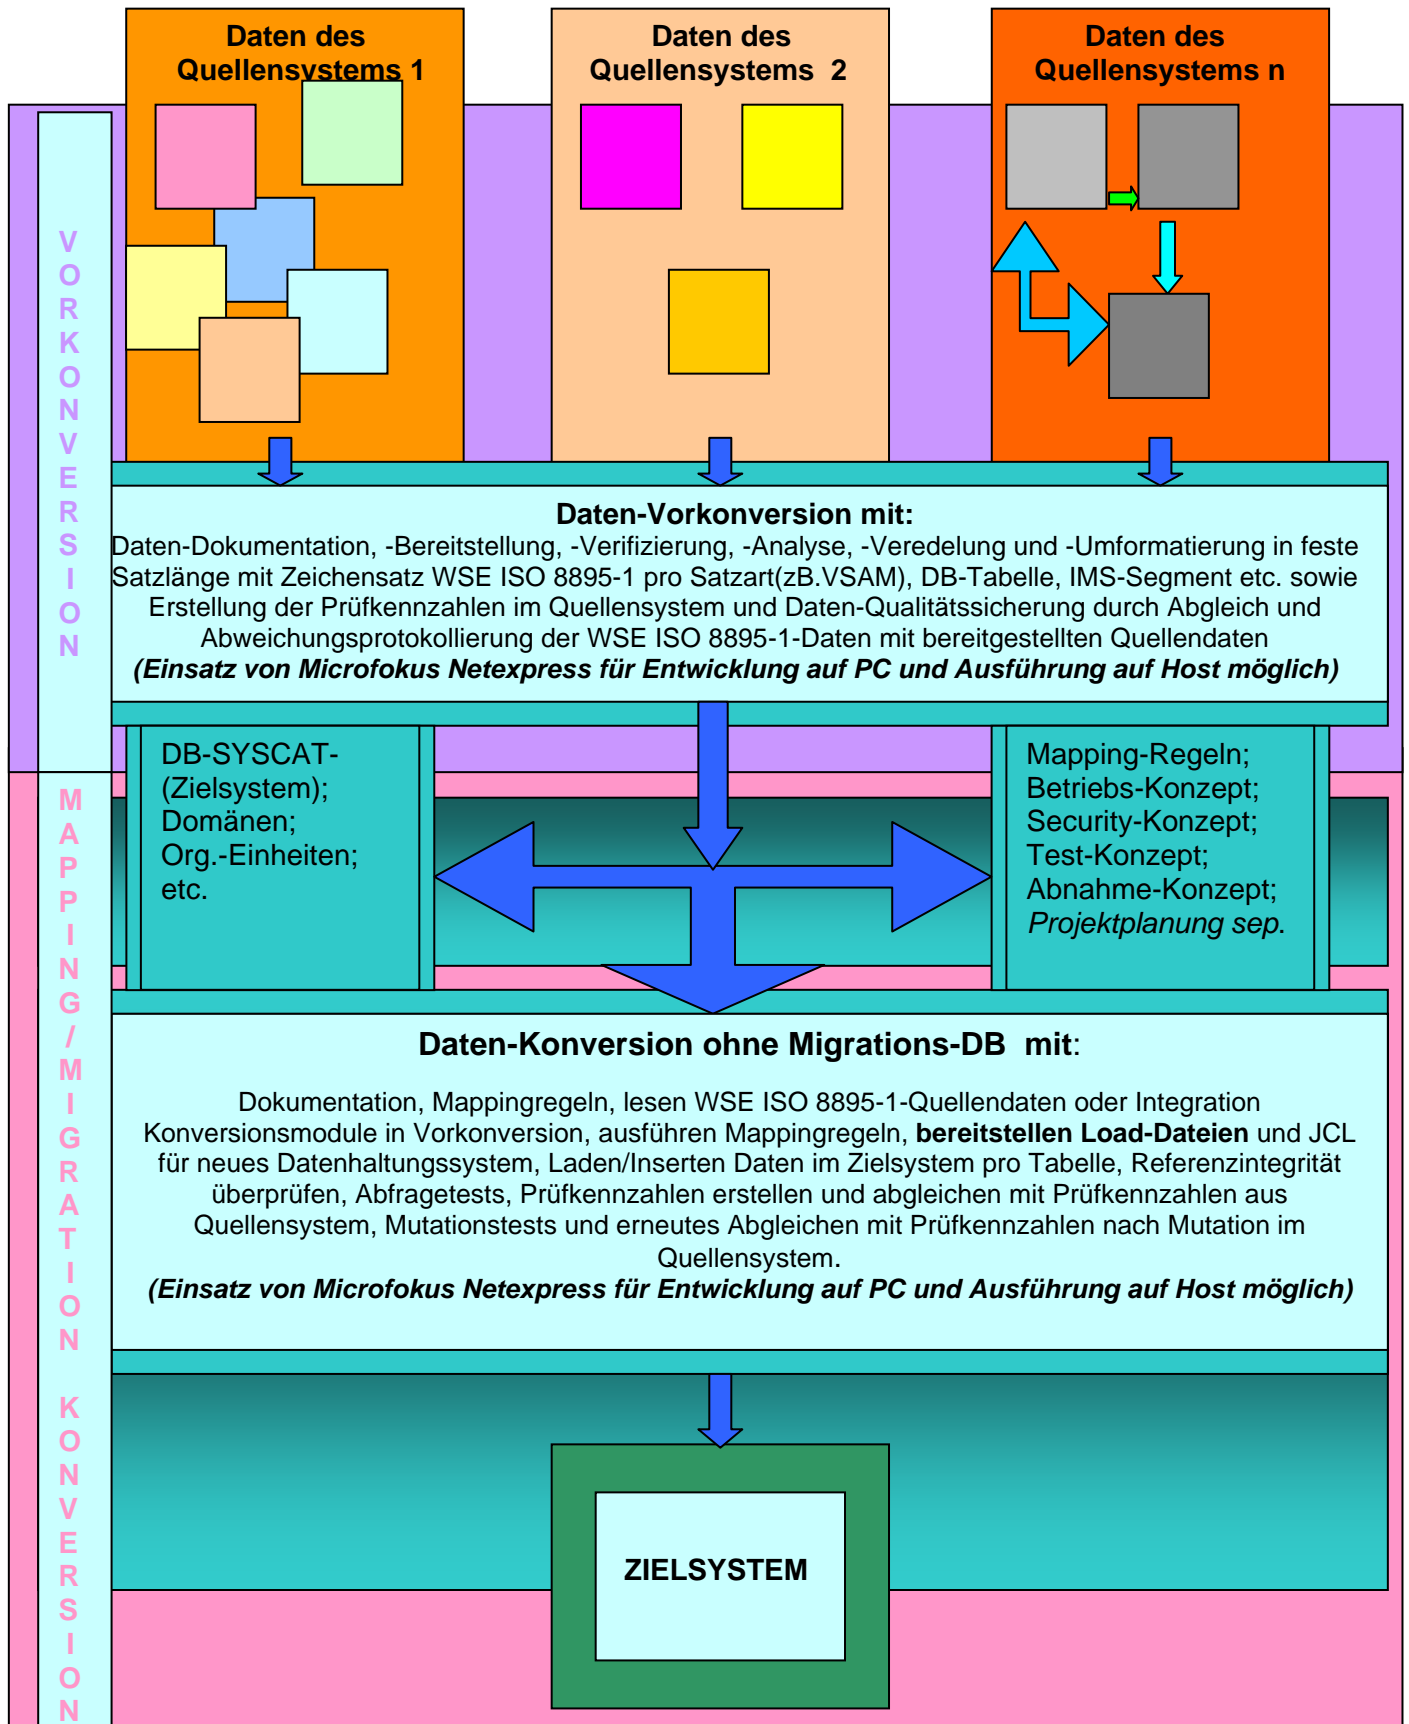 Daten des
Quellensystems 1
Daten des
Quellensystems 2
Daten des
Quellensystems n
VORKONVERSION
Daten-Vorkonversion mit:
Daten-Dokumentation, -Bereitstellung, -Verifizierung, -Analyse, -Veredelung und -Umformatierung in feste
Satzlänge mit Zeichensatz WSE ISO 8895-1 pro Satzart(zB.VSAM), DB-Tabelle, IMS-Segment etc. sowie
Erstellung der Prüfkennzahlen im Quellensystem und Daten-Qualitätssicherung durch Abgleich und
Abweichungsprotokollierung der WSE ISO 8895-1-Daten mit bereitgestellten Quellendaten
(Einsatz von Microfokus Netexpress für Entwicklung auf PC und Ausführung auf Host möglich)
DB-SYSCAT-
(Zielsystem);
Domänen;
Org.-Einheiten;
etc.
Mapping-Regeln;
Betriebs-Konzept;
Security-Konzept;
Test-Konzept;
Abnahme-Konzept;
Projektplanung sep.
MAPPING/MIGRATION KONVERSION
Daten-Konversion ohne Migrations-DB mit:
Dokumentation, Mappingregeln, lesen WSE ISO 8895-1-Quellendaten oder Integration
Konversionsmodule in Vorkonversion, ausführen Mappingregeln, bereitstellen Load-Dateien und JCL
für neues Datenhaltungssystem, Laden/Inserten Daten im Zielsystem pro Tabelle, Referenzintegrität
überprüfen, Abfragetests, Prüfkennzahlen erstellen und abgleichen mit Prüfkennzahlen aus
Quellensystem, Mutationstests und erneutes Abgleichen mit Prüfkennzahlen nach Mutation im
Quellensystem.
(Einsatz von Microfokus Netexpress für Entwicklung auf PC und Ausführung auf Host möglich)
ZIELSYSTEM